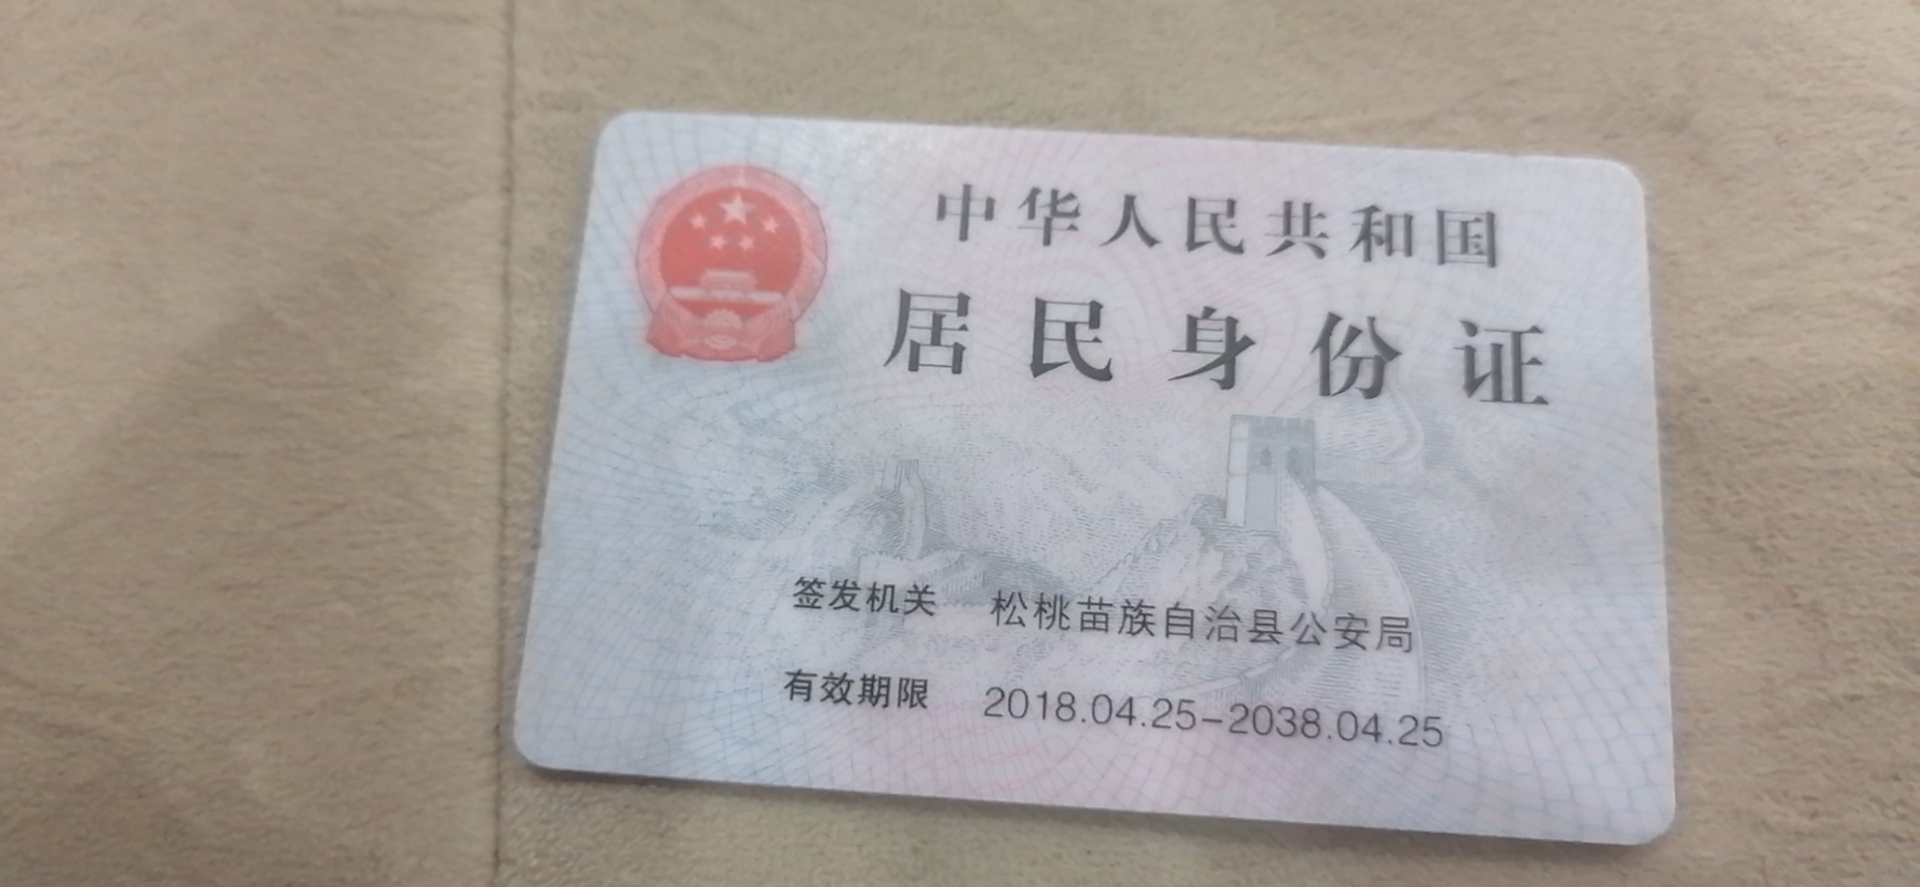 中华人民共和国
居民身份证
签发机关 松桃苗族自治县公安局
有效期限 2018.04.25-2038.04.25